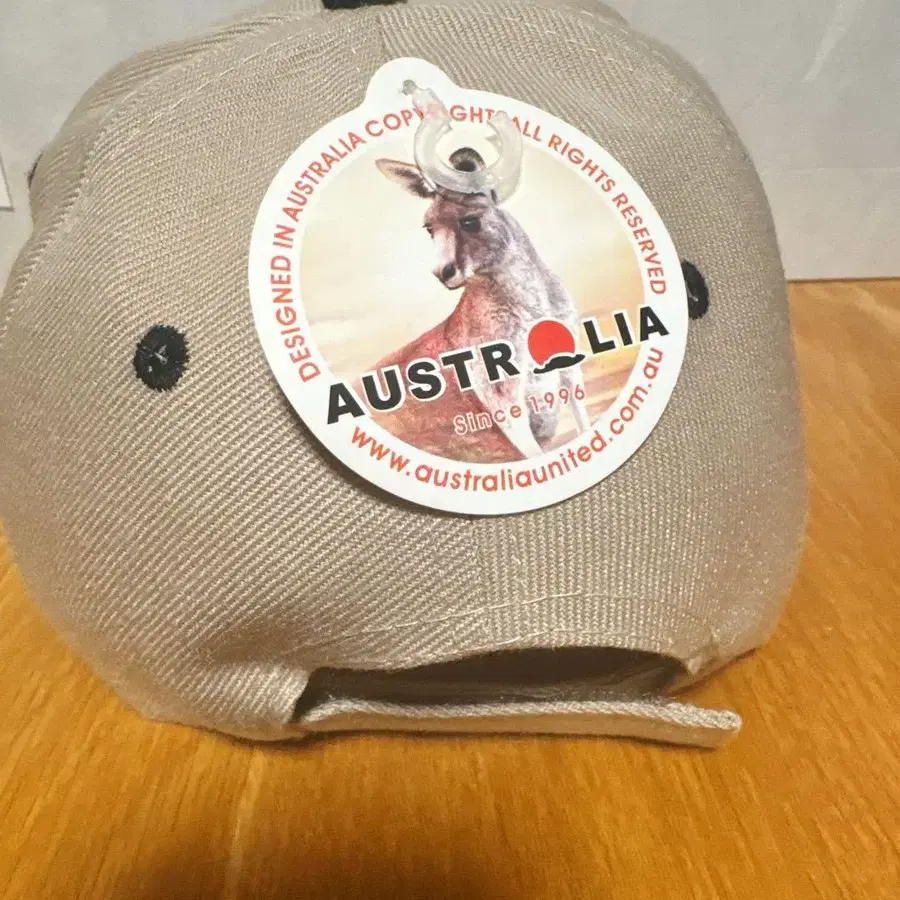 DESIGNED IN AUSTRALIA COPYRIGHT ALL RIGHTS RESERVED
AUSTRALIA
Since 1996
www.australiaunited.com.au